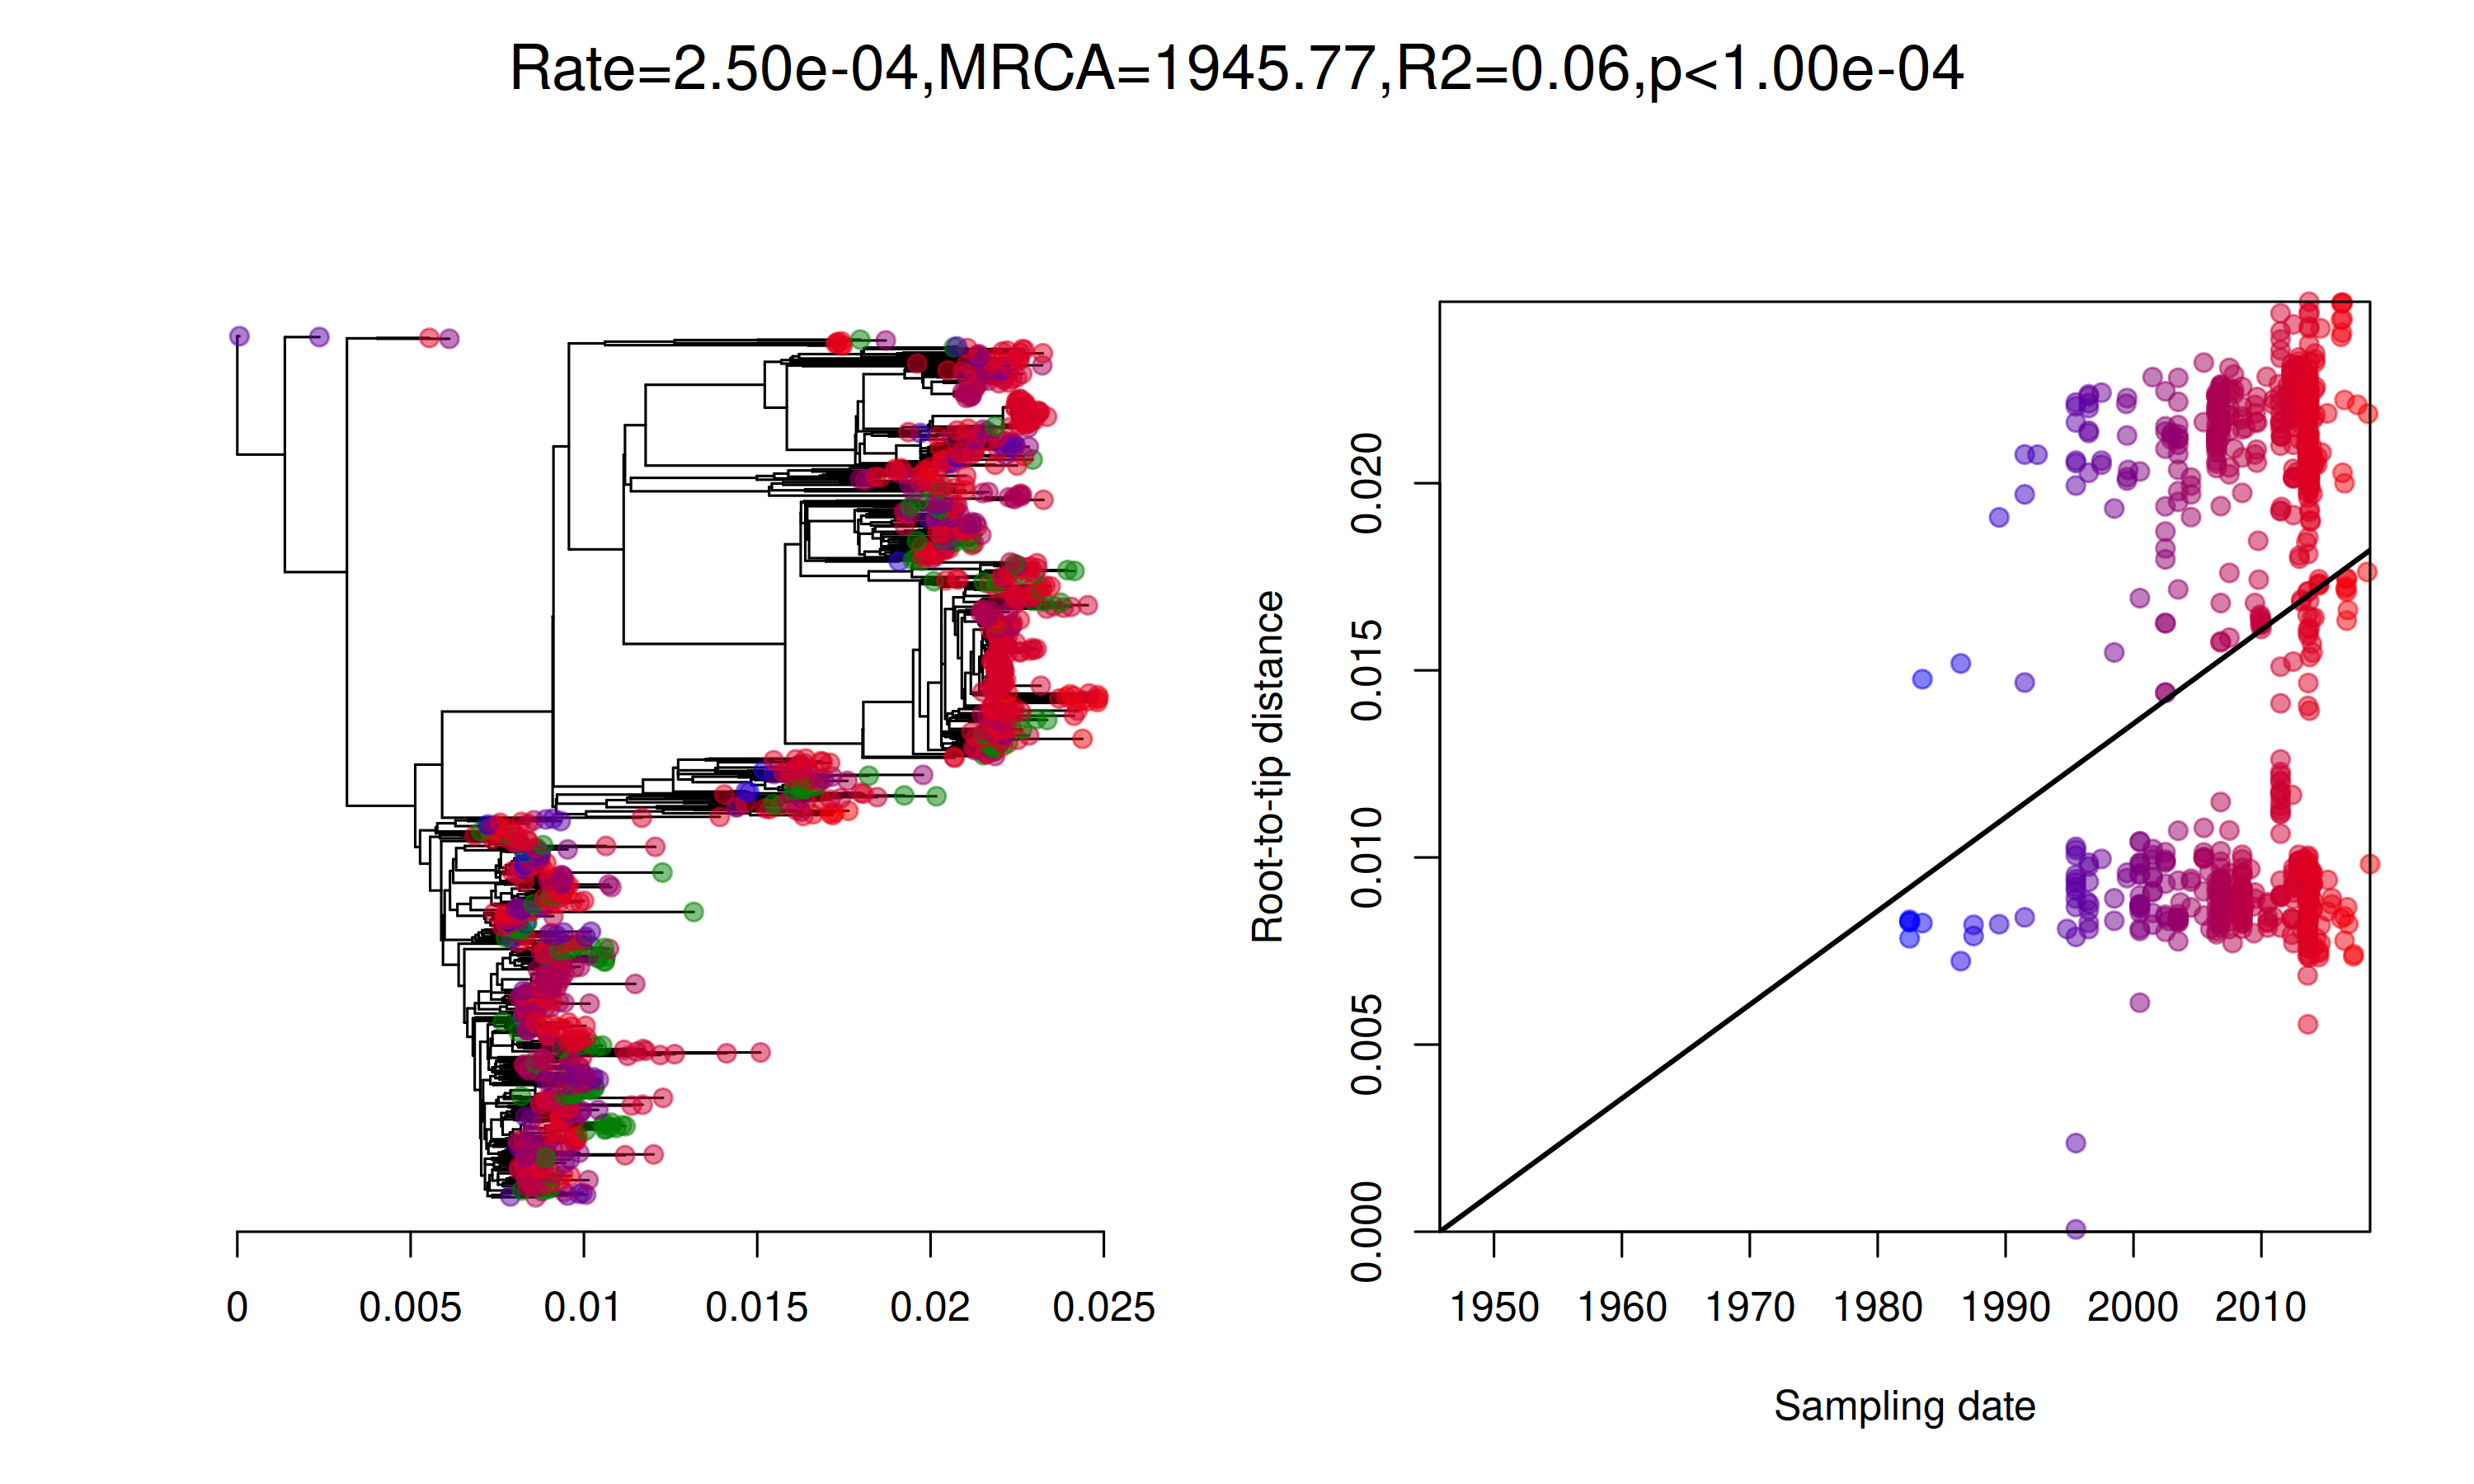 Rate=2.50e-04,MRCA=1945.77,R2=0.06,p<1.00e-04
0 0.005 0.01 0.015 0.02 0.025
Root-to-tip distance
0.000 0.005 0.010 0.015 0.020
1950 1960 1970 1980 1990 2000 2010
Sampling date